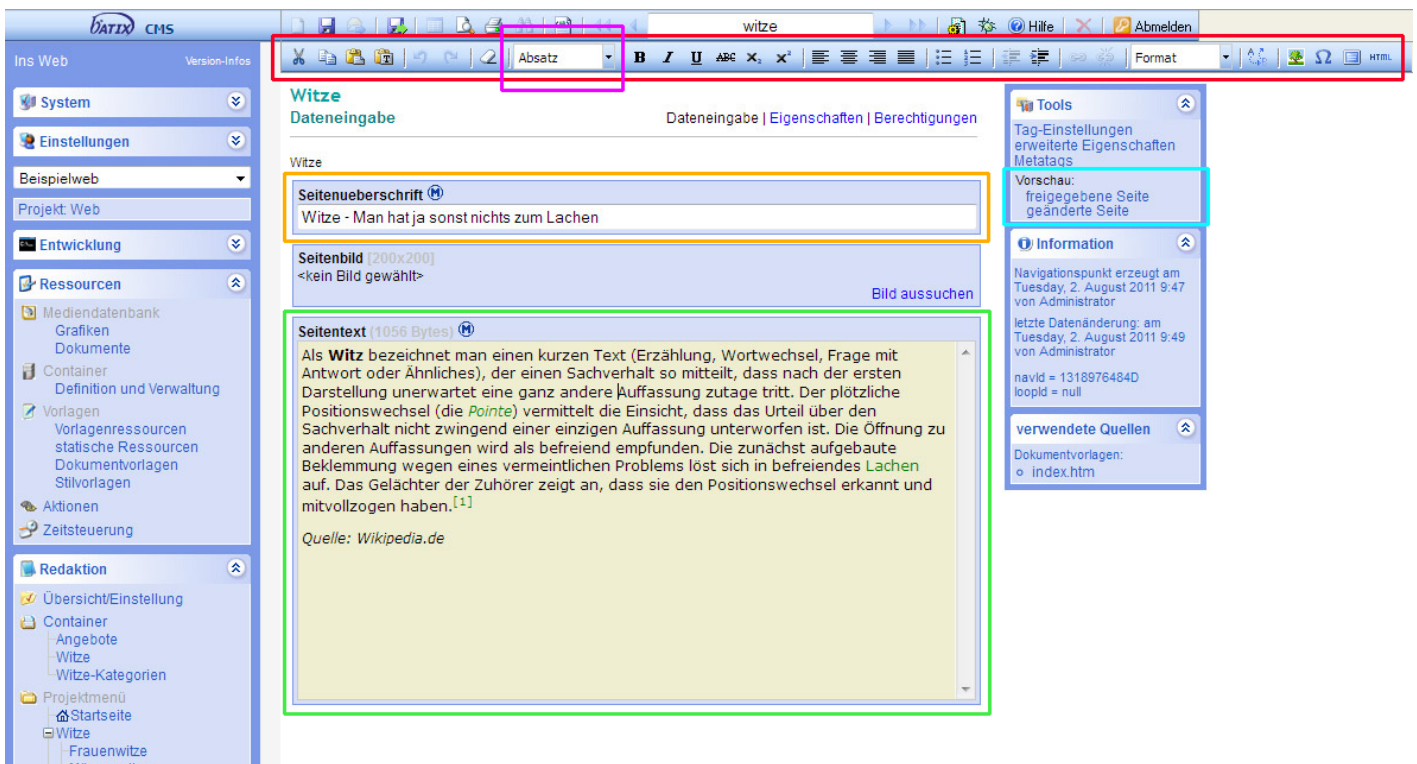 DATIX CMS
witze
Hilfe
Abmelden
Ins Web
Version-Infos
Absatz
B I U ABC X₂ X²
Format
Ω
HTML
System
Einstellungen
Beispielweb
Projekt: Web
Entwicklung
Ressourcen
Mediendatenbank
Grafiken
Dokumente
Container
Definition und Verwaltung
Vorlagen
Vorlagenressourcen
statische Ressourcen
Dokumentvorlagen
Stilvorlagen
Aktionen
Zeitsteuerung
Redaktion
Übersicht/Einstellung
Container
Angebote
Witze
Witze-Kategorien
Projektmenü
Startseite
Witze
Frauenwitze
Witze
Dateneingabe
Dateneingabe | Eigenschaften | Berechtigungen
Witze
Seitenueberschrift M
Witze - Man hat ja sonst nichts zum Lachen
Seitenbild [200x200]
<kein Bild gewählt>
Bild aussuchen
Seitentext (1056 Bytes) M
Als Witz bezeichnet man einen kurzen Text (Erzählung, Wortwechsel, Frage mit
Antwort oder Ähnliches), der einen Sachverhalt so mitteilt, dass nach der ersten
Darstellung unerwartet eine ganz andere Auffassung zutage tritt. Der plötzliche
Positionswechsel (die Pointe) vermittelt die Einsicht, dass das Urteil über den
Sachverhalt nicht zwingend einer einzigen Auffassung unterworfen ist. Die Öffnung zu
anderen Auffassungen wird als befreiend empfunden. Die zunächst aufgebaute
Beklemmung wegen eines vermeintlichen Problems löst sich in befreiendes Lachen
auf. Das Gelächter der Zuhörer zeigt an, dass sie den Positionswechsel erkannt und
mitvollzogen haben.[1]
Quelle: Wikipedia.de
Tools
Tag-Einstellungen
erweiterte Eigenschaften
Metatags
Vorschau:
freigegebene Seite
geänderte Seite
Information
Navigationspunkt erzeugt am
Tuesday, 2. August 2011 9:47
von Administrator
letzte Datenänderung: am
Tuesday, 2. August 2011 9:49
von Administrator
navId = 1318976484D
loopId = null
verwendete Quellen
Dokumentvorlagen:
index.htm